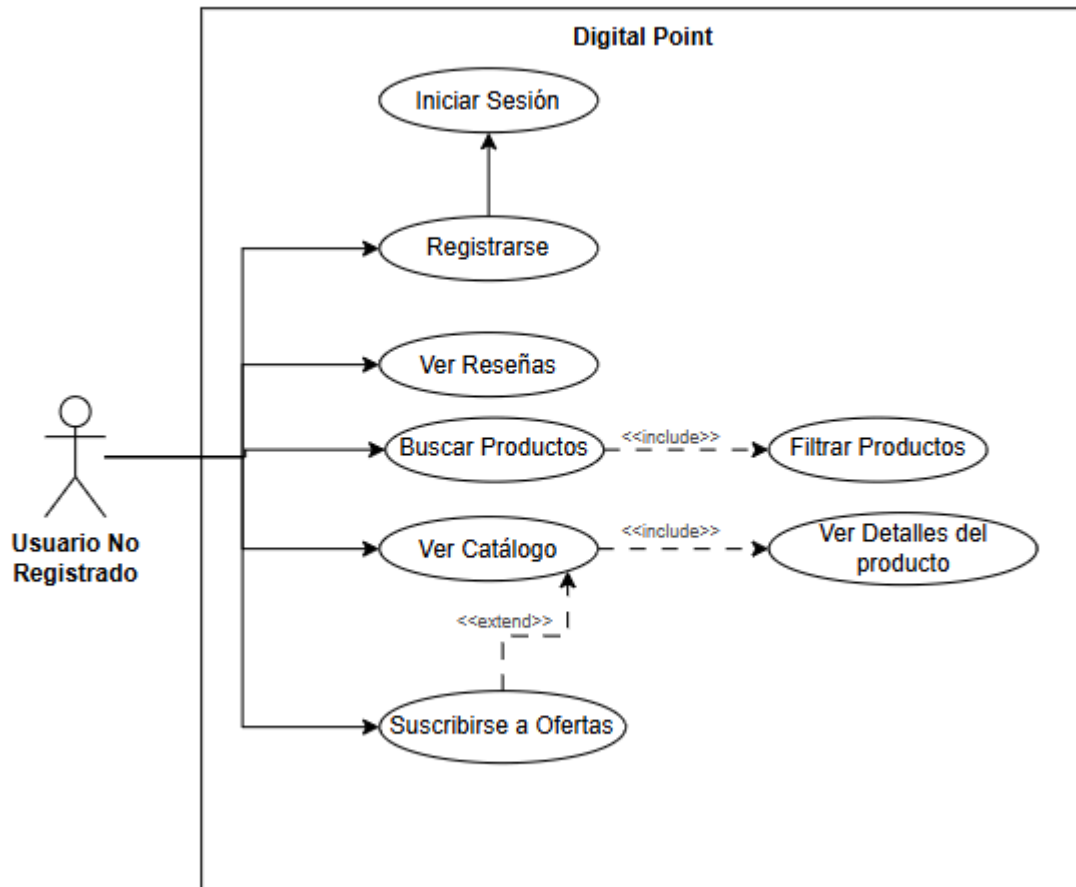 Digital Point
Iniciar Sesión
Registrarse
Ver Reseñas
Buscar Productos
<<include>>
Filtrar Productos
Usuario No
Registrado
Ver Catálogo
<<include>>
Ver Detalles del
producto
<<extend>>
Suscribirse a Ofertas